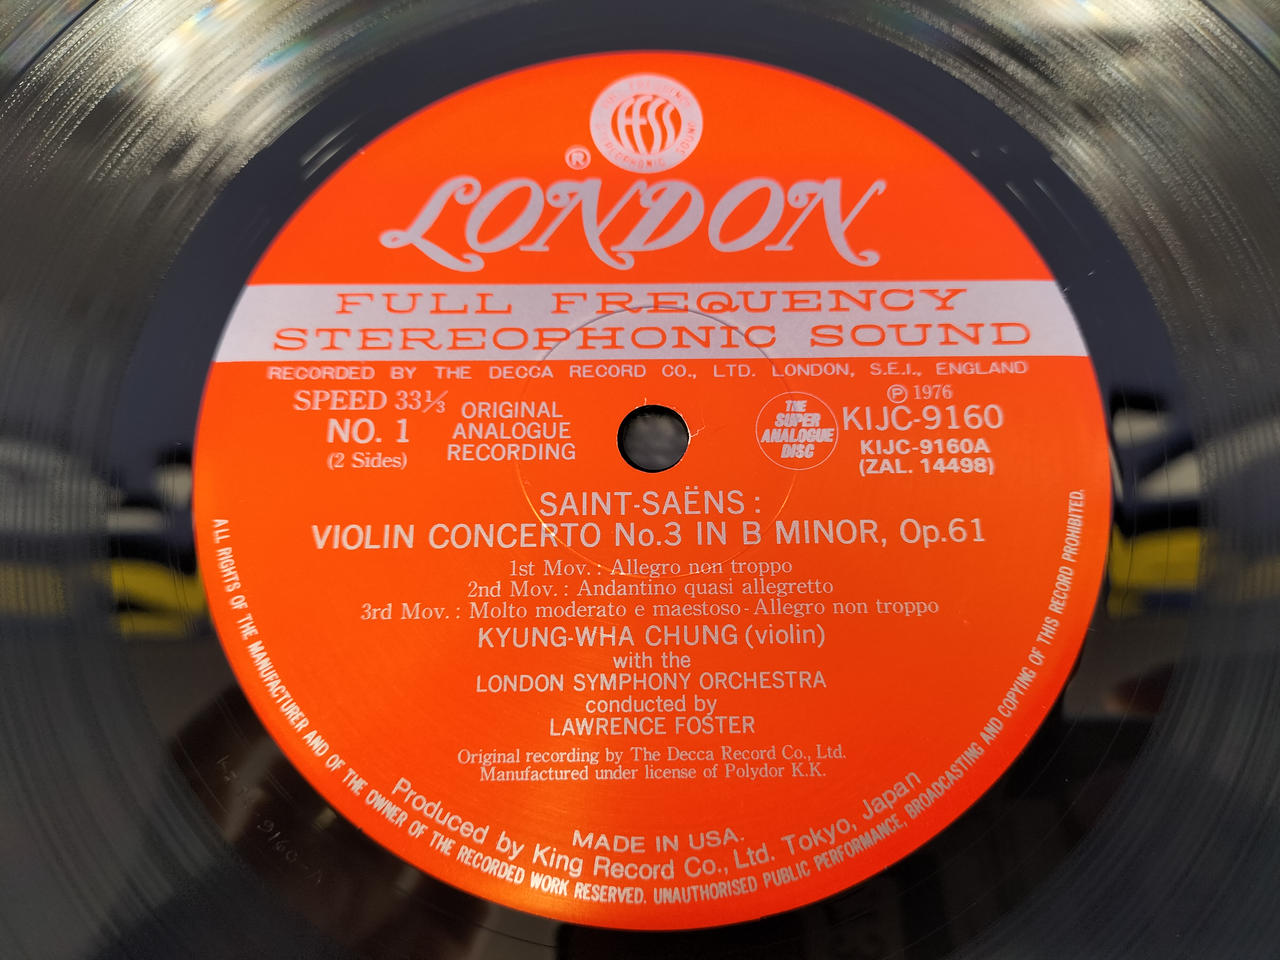 FULL FREQUENCY
STEREOPHONIC SOUND
ffss
®
LONDON
FULL FREQUENCY
STEREOPHONIC SOUND
RECORDED BY THE DECCA RECORD CO., LTD. LONDON, S.E.I., ENGLAND
SPEED 33⅓
NO. 1
(2 Sides)
ORIGINAL
ANALOGUE
RECORDING
THE
SUPER
ANALOGUE
DISC
℗ 1976
KIJC-9160
KIJC-9160A
(ZAL. 14498)
SAINT-SAËNS :
VIOLIN CONCERTO No.3 IN B MINOR, Op.61
1st Mov. : Allegro non troppo
2nd Mov. : Andantino quasi allegretto
3rd Mov. : Molto moderato e maestoso - Allegro non troppo
KYUNG-WHA CHUNG (violin)
with the
LONDON SYMPHONY ORCHESTRA
conducted by
LAWRENCE FOSTER
Original recording by The Decca Record Co., Ltd.
Manufactured under license of Polydor K.K.
MADE IN USA.
Produced by King Record Co., Ltd. Tokyo, Japan
ALL RIGHTS OF THE MANUFACTURER AND OF THE OWNER OF THE RECORDED WORK RESERVED. UNAUTHORISED PUBLIC PERFORMANCE, BROADCASTING AND COPYING OF THIS RECORD PROHIBITED.